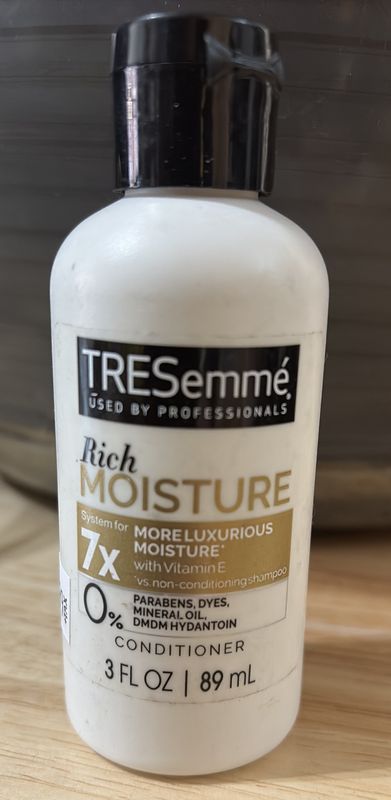 TRESemmé
USED BY PROFESSIONALS
Rich
MOISTURE
System for
7X
MORE LUXURIOUS
MOISTURE*
with Vitamin E
*vs. non-conditioning shampoo
0%
PARABENS, DYES,
MINERAL OIL,
DMDM HYDANTOIN
CONDITIONER
3 FL OZ | 89 mL